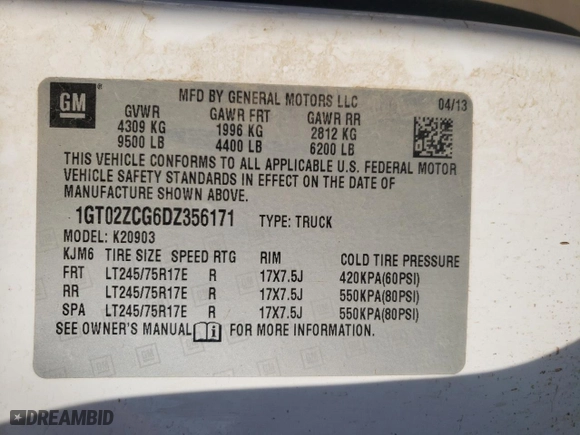 GM ®
MFD BY GENERAL MOTORS LLC 04/13
GVWR GAWR FRT GAWR RR
4309 KG 1996 KG 2812 KG
9500 LB 4400 LB 6200 LB
THIS VEHICLE CONFORMS TO ALL APPLICABLE U.S. FEDERAL MOTOR
VEHICLE SAFETY STANDARDS IN EFFECT ON THE DATE OF
MANUFACTURE SHOWN ABOVE.
1GT02ZCG6DZ356171 TYPE: TRUCK
MODEL: K20903
KJM6 TIRE SIZE SPEED RTG RIM COLD TIRE PRESSURE
FRT LT245/75R17E R 17X7.5J 420KPA(60PSI)
RR LT245/75R17E R 17X7.5J 550KPA(80PSI)
SPA LT245/75R17E R 17X7.5J 550KPA(80PSI)
SEE OWNER'S MANUAL i FOR MORE INFORMATION.
DREAMBID